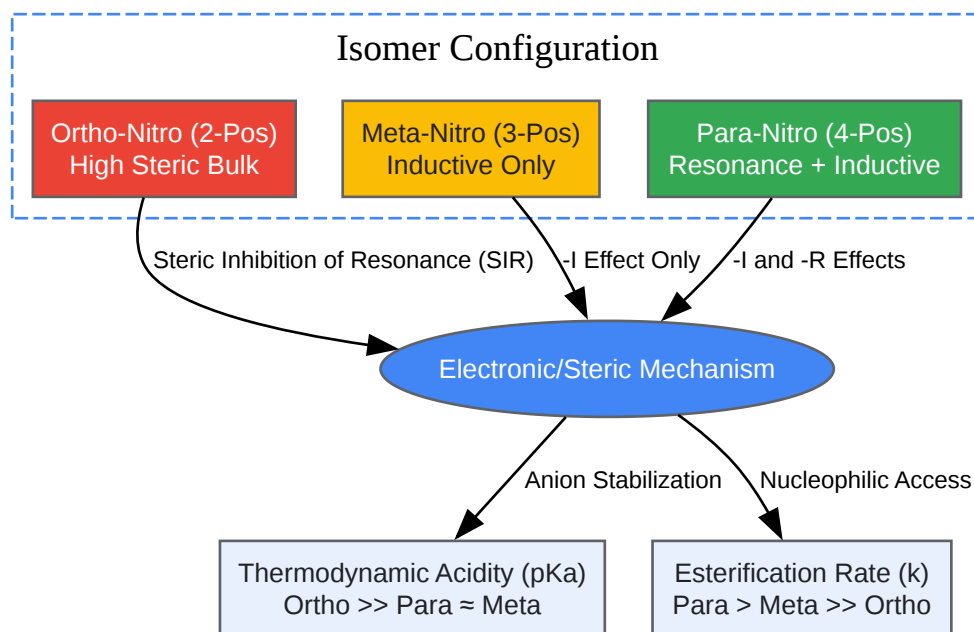 Isomer Configuration
Ortho-Nitro (2-Pos)
High Steric Bulk
Meta-Nitro (3-Pos)
Inductive Only
Para-Nitro (4-Pos)
Resonance + Inductive
Steric Inhibition of Resonance (SIR)
-I Effect Only
-I and -R Effects
Electronic/Steric Mechanism
Anion Stabilization
Nucleophilic Access
Thermodynamic Acidity (pKa)
Ortho >> Para ≈ Meta
Esterification Rate (k)
Para > Meta >> Ortho